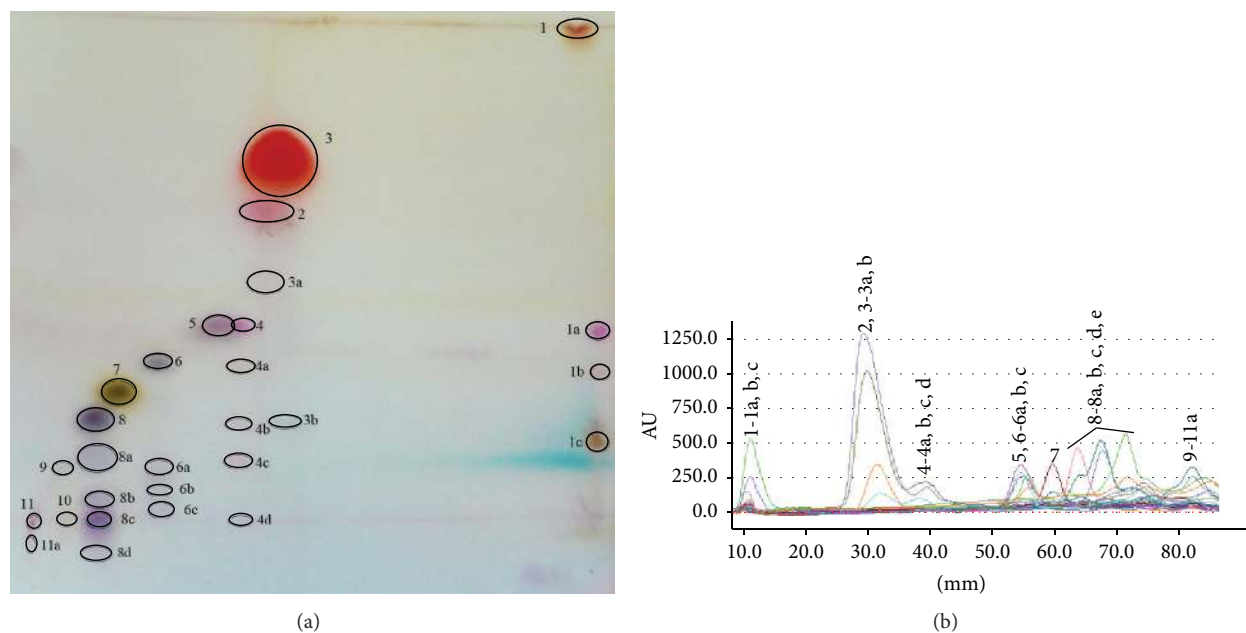 1
3
2
3a
5
4
1a
6
4a
1b
7
8
4b
3b
1c
8a
4c
9
6a
6b
8b
6c
11
10
8c
4d
11a
8d
(a)
AU
1250.0
1000.0
750.0
500.0
250.0
0.0
1-1a, b, c
2, 3-3a, b
4-4a, b, c, d
5, 6-6a, b, c
7
8-8a, b, c, d, e
9-11a
10.0 20.0 30.0 40.0 50.0 60.0 70.0 80.0
(mm)
(b)